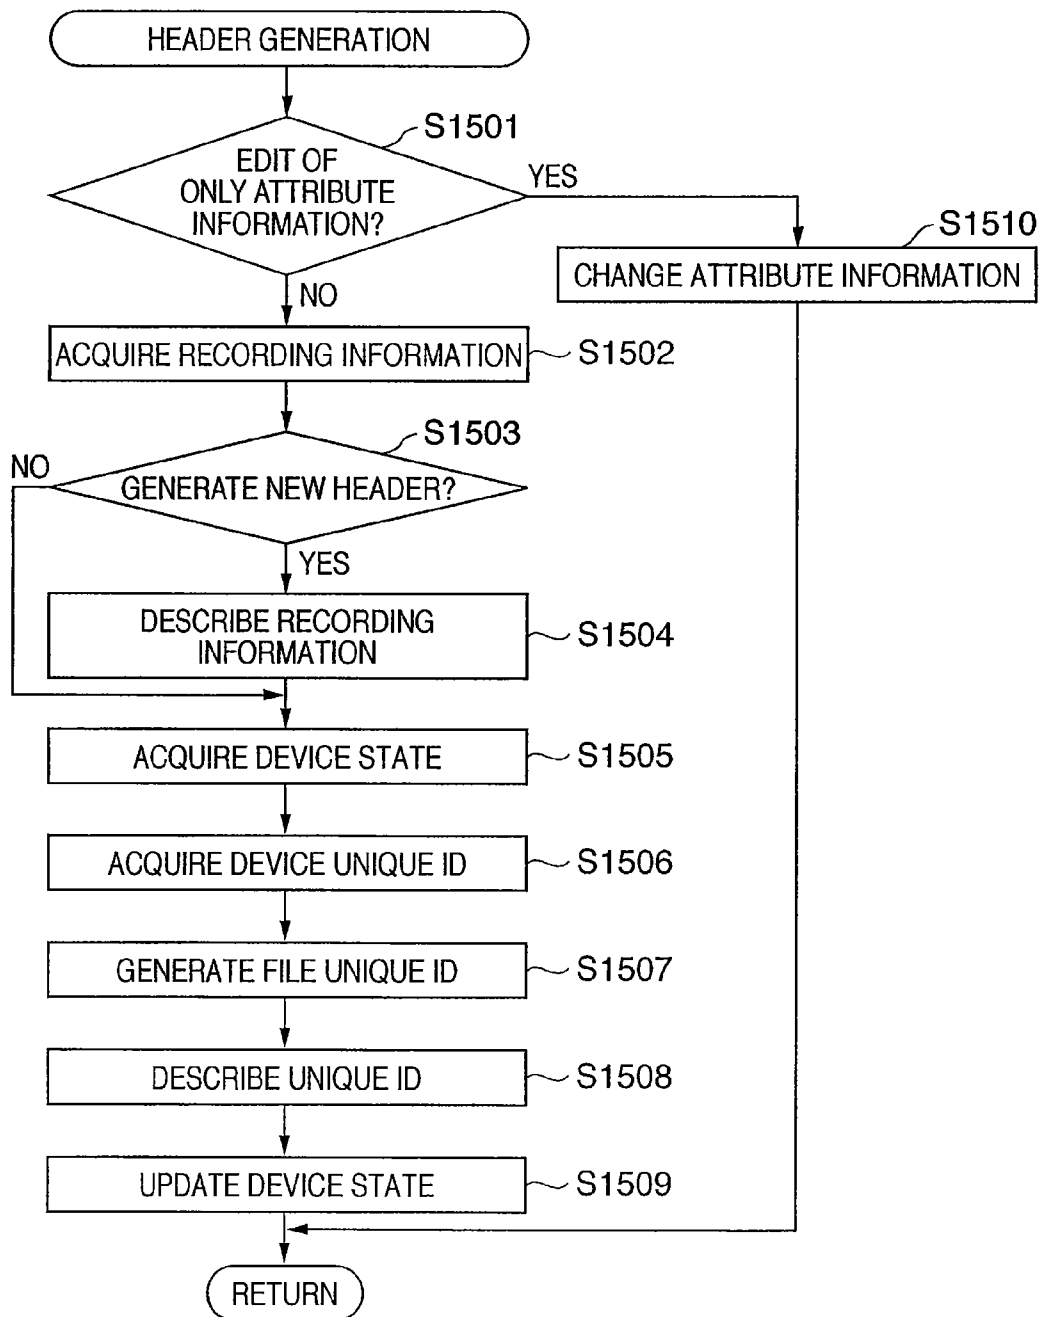 HEADER GENERATION
S1501
EDIT OF
ONLY ATTRIBUTE
INFORMATION?
YES
S1510
CHANGE ATTRIBUTE INFORMATION
NO
ACQUIRE RECORDING INFORMATION
S1502
S1503
NO
GENERATE NEW HEADER?
YES
DESCRIBE RECORDING
INFORMATION
S1504
ACQUIRE DEVICE STATE
S1505
ACQUIRE DEVICE UNIQUE ID
S1506
GENERATE FILE UNIQUE ID
S1507
DESCRIBE UNIQUE ID
S1508
UPDATE DEVICE STATE
S1509
RETURN